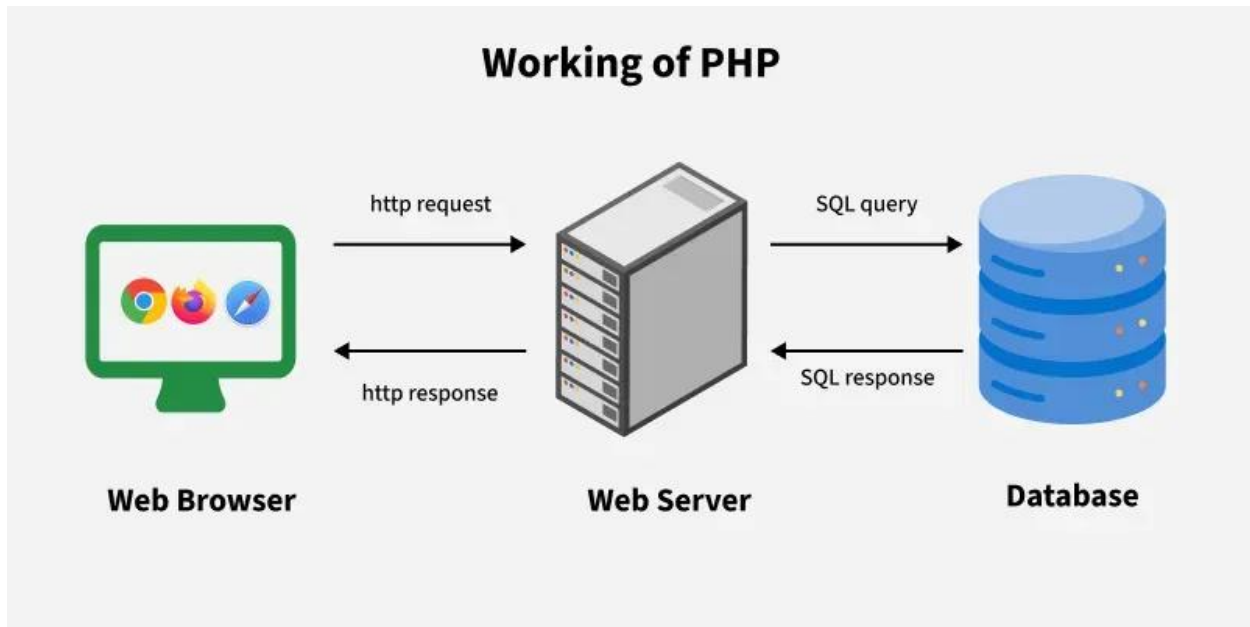 Working of PHP
http request
SQL query
http response
SQL response
Web Browser
Web Server
Database